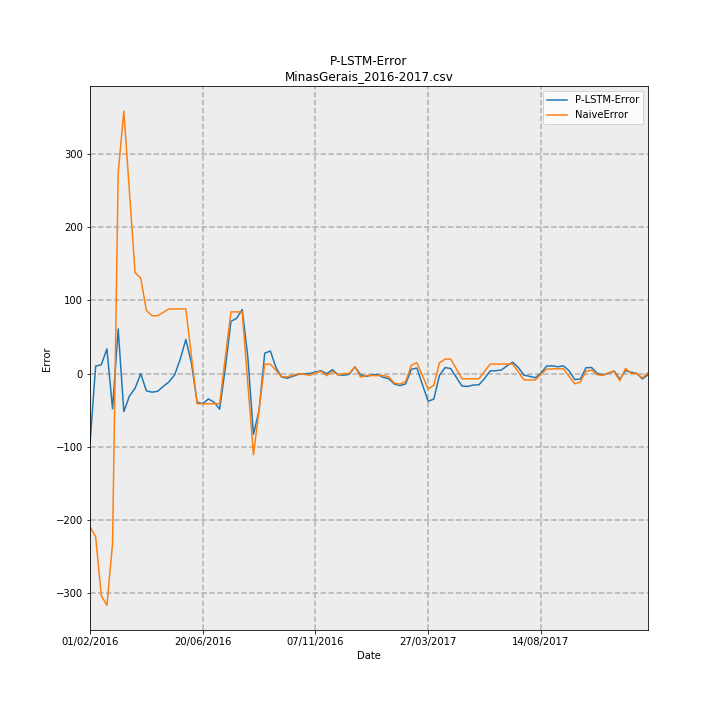 P-LSTM-Error
MinasGerais_2016-2017.csv
P-LSTM-Error
NaiveError
300
200
100
0
−100
−200
−300
Error
01/02/2016 20/06/2016 07/11/2016 27/03/2017 14/08/2017
Date